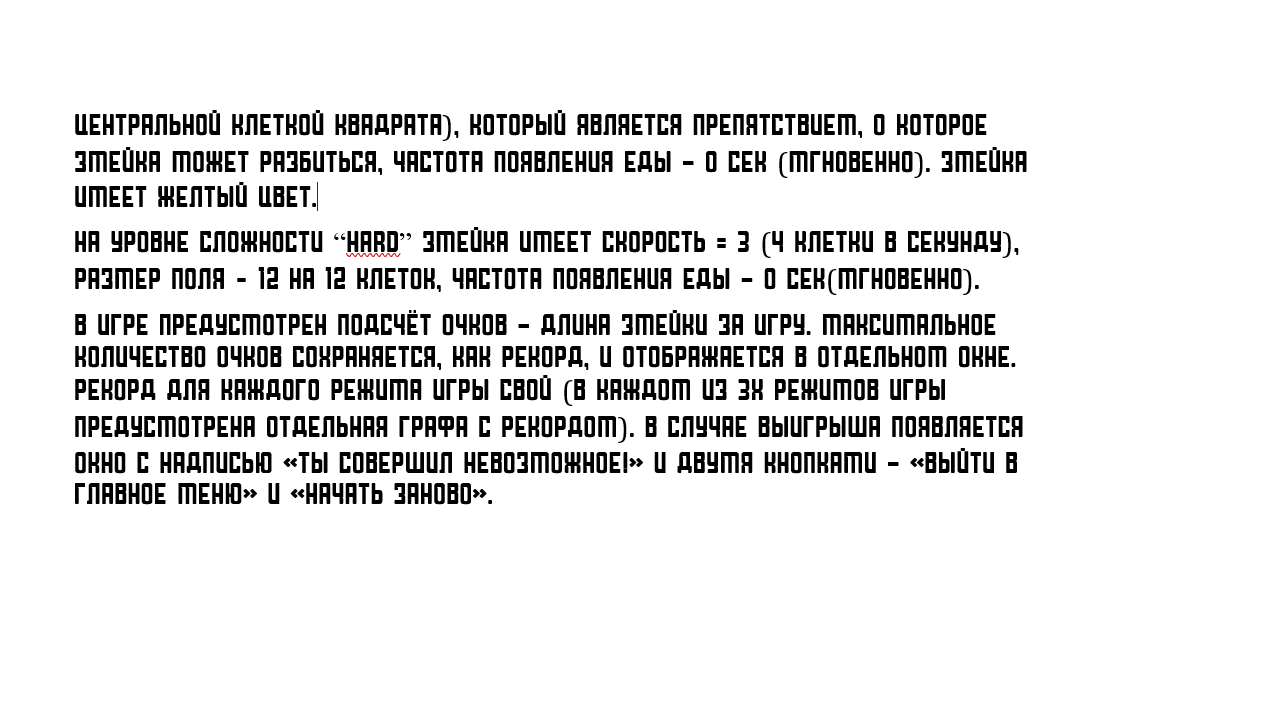 ЦЕНТРАЛЬНОЙ КЛЕТКОЙ КВАДРАТА), КОТОРЫЙ ЯВЛЯЕТСЯ ПРЕПЯТСТВИЕМ, О КОТОРОЕ
ЗМЕЙКА МОЖЕТ РАЗБИТЬСЯ, ЧАСТОТА ПОЯВЛЕНИЯ ЕДЫ – 0 СЕК (МГНОВЕННО). ЗМЕЙКА
ИМЕЕТ ЖЕЛТЫЙ ЦВЕТ.
НА УРОВНЕ СЛОЖНОСТИ “HARD” ЗМЕЙКА ИМЕЕТ СКОРОСТЬ = 3 (4 КЛЕТКИ В СЕКУНДУ),
РАЗМЕР ПОЛЯ - 12 НА 12 КЛЕТОК, ЧАСТОТА ПОЯВЛЕНИЯ ЕДЫ – 0 СЕК(МГНОВЕННО).
В ИГРЕ ПРЕДУСМОТРЕН ПОДСЧЁТ ОЧКОВ – ДЛИНА ЗМЕЙКИ ЗА ИГРУ. МАКСИМАЛЬНОЕ
КОЛИЧЕСТВО ОЧКОВ СОХРАНЯЕТСЯ, КАК РЕКОРД, И ОТОБРАЖАЕТСЯ В ОТДЕЛЬНОМ ОКНЕ.
РЕКОРД ДЛЯ КАЖДОГО РЕЖИМА ИГРЫ СВОЙ (В КАЖДОМ ИЗ 3Х РЕЖИМОВ ИГРЫ
ПРЕДУСМОТРЕНА ОТДЕЛЬНАЯ ГРАФА С РЕКОРДОМ). В СЛУЧАЕ ВЫИГРЫША ПОЯВЛЯЕТСЯ
ОКНО С НАДПИСЬЮ «ТЫ СОВЕРШИЛ НЕВОЗМОЖНОЕ!» И ДВУМЯ КНОПКАМИ – «ВЫЙТИ В
ГЛАВНОЕ МЕНЮ» И «НАЧАТЬ ЗАНОВО».